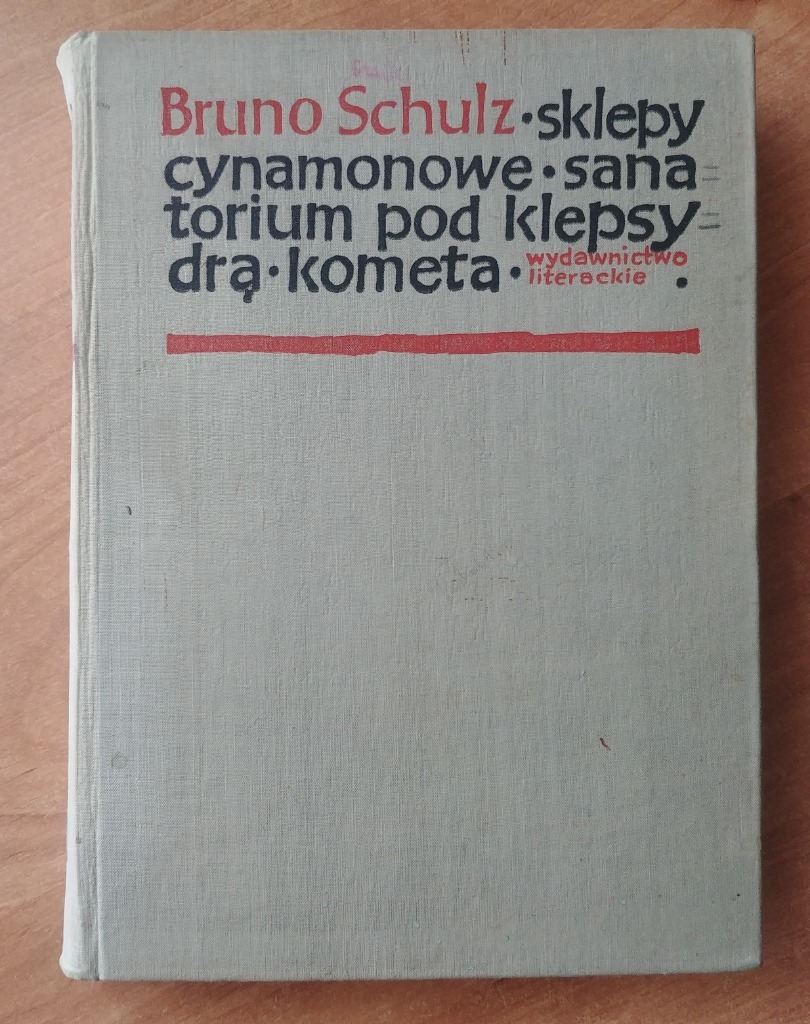 Bruno Schulz·sklepy
cynamonowe·sana=
torium pod klepsy=
drą·kometa·wydawnictwo
literackie .